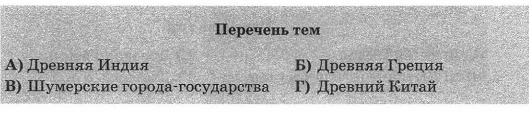 Перечень тем
А) Древняя Индия Б) Древняя Греция
В) Шумерские города-государства Г) Древний Китай